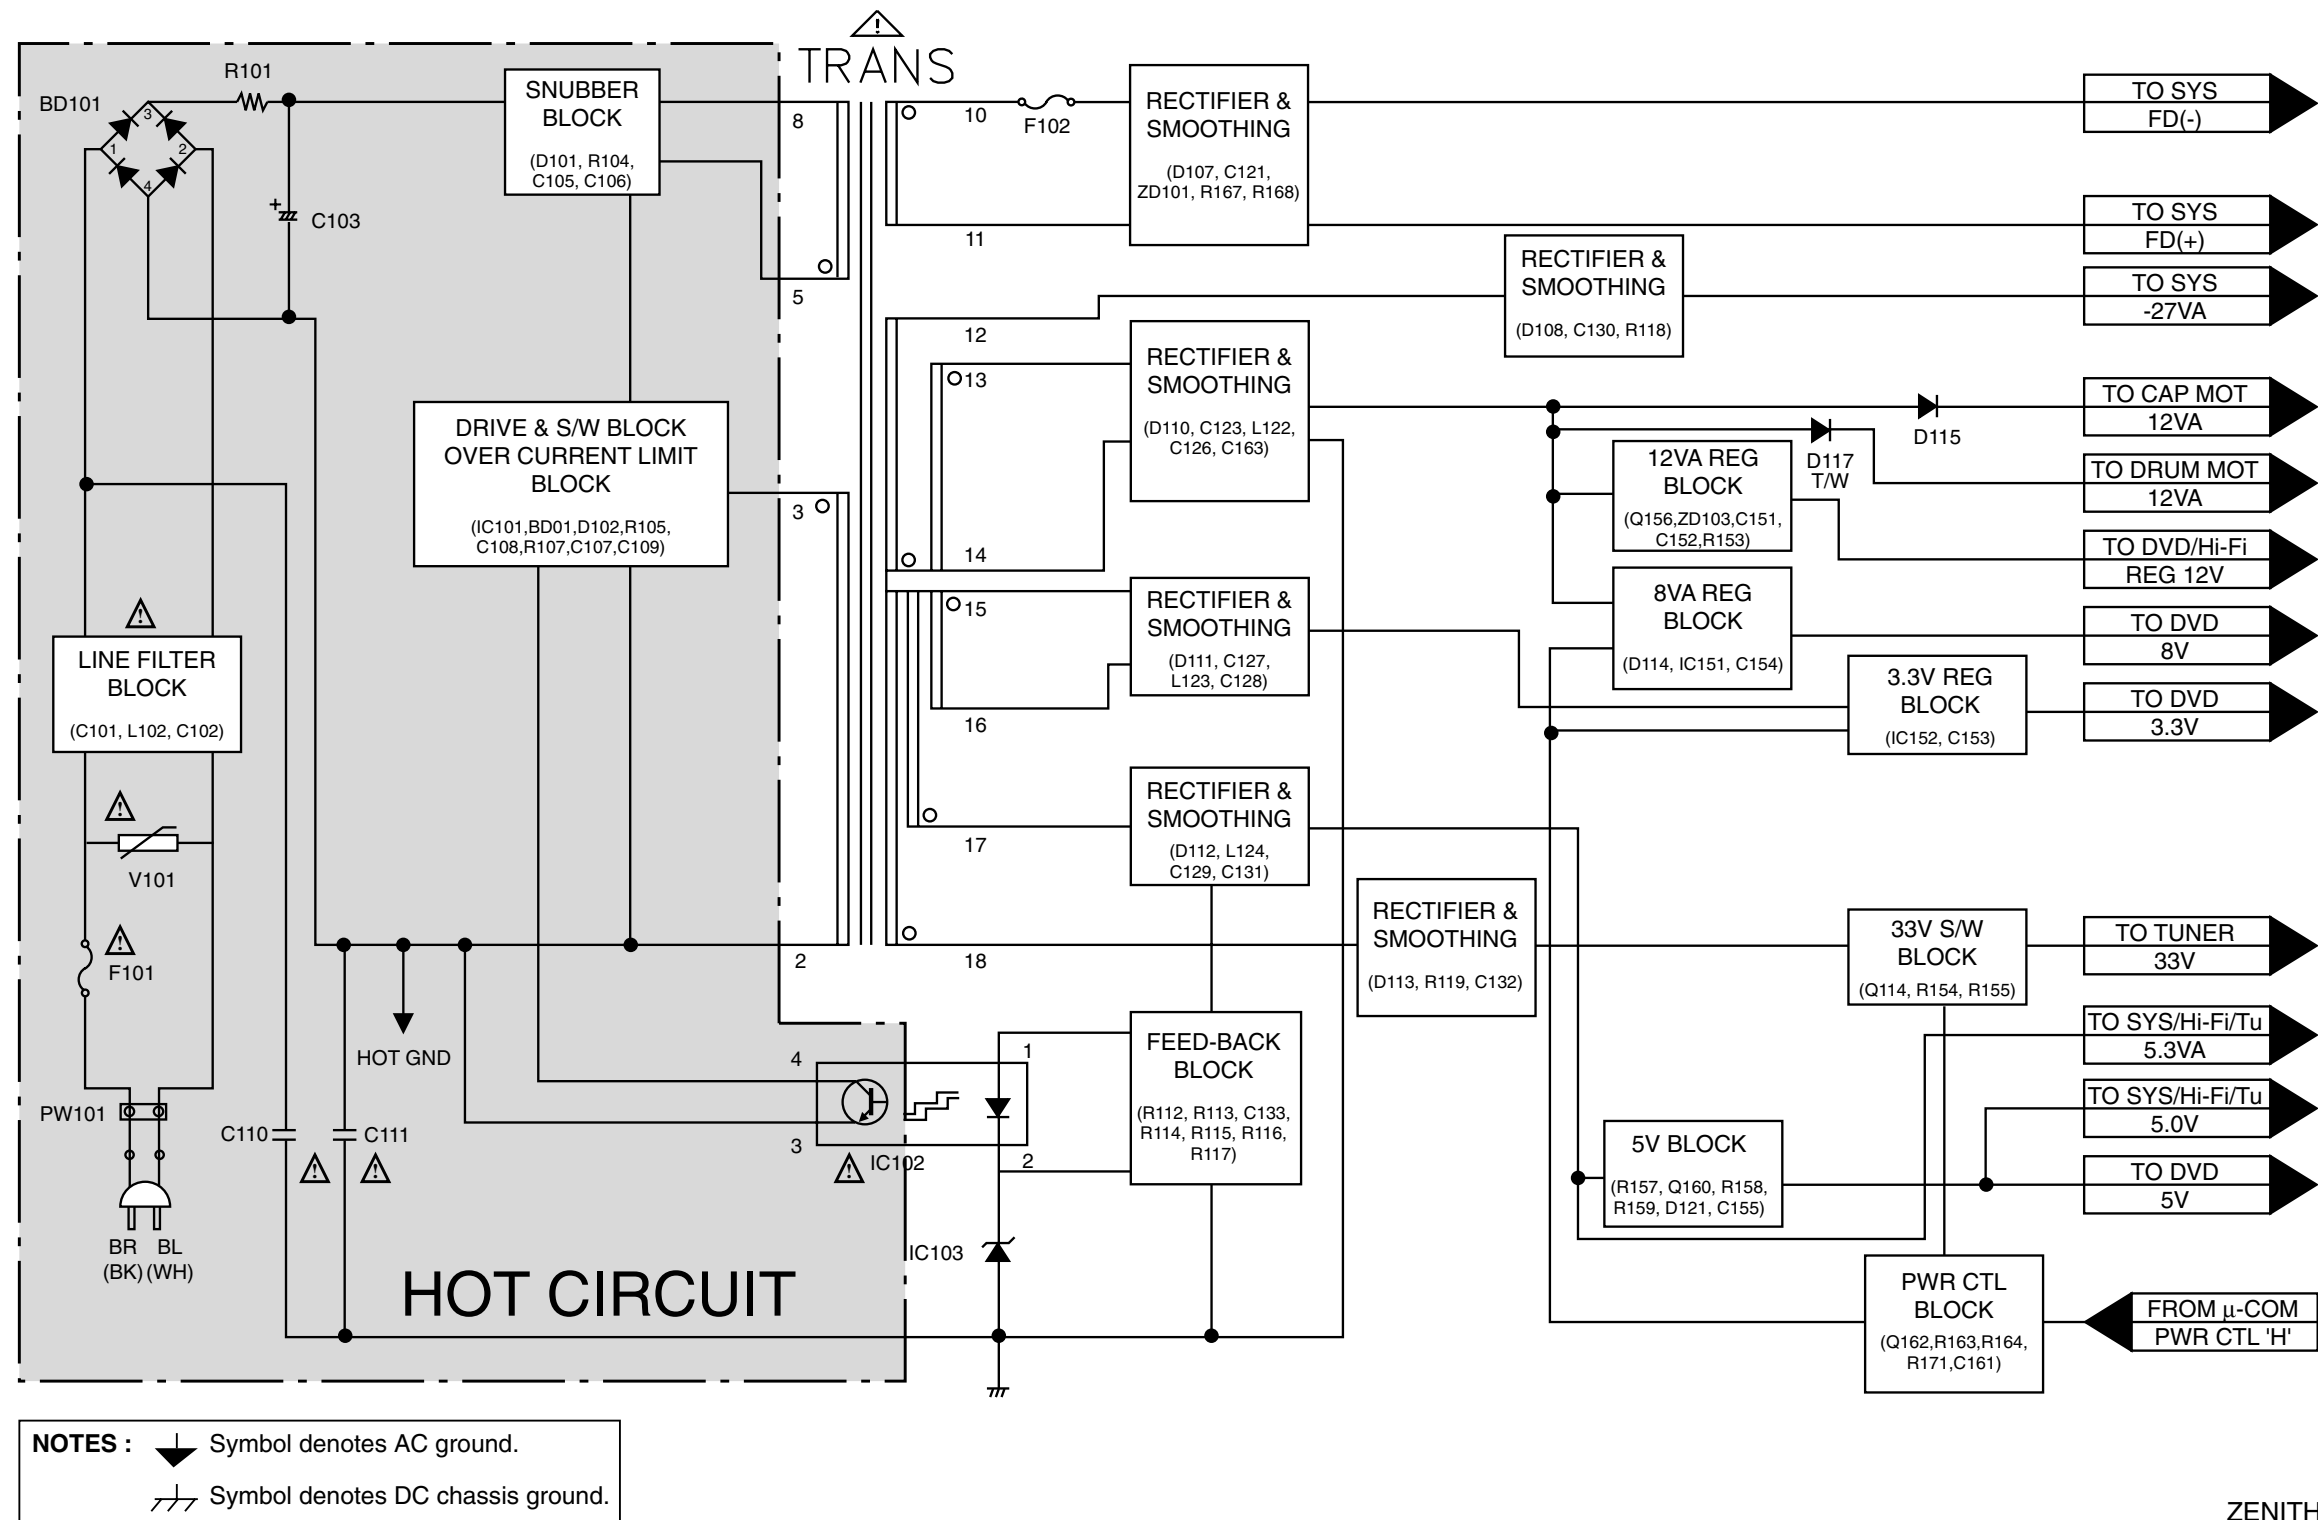 TRANS
R101
BD101
3
1
2
4
+
C103
SNUBBER
BLOCK
(D101, R104,
C105, C106)
8
5
10
F102
11
RECTIFIER &
SMOOTHING
(D107, C121,
ZD101, R167, R168)
TO SYS
FD(-)
TO SYS
FD(+)
RECTIFIER &
SMOOTHING
(D108, C130, R118)
TO SYS
-27VA
12
13
14
RECTIFIER &
SMOOTHING
(D110, C123, L122,
C126, C163)
D115
TO CAP MOT
12VA
D117
T/W
TO DRUM MOT
12VA
DRIVE & S/W BLOCK
OVER CURRENT LIMIT
BLOCK
(IC101,BD01,D102,R105,
C108,R107,C107,C109)
3
12VA REG
BLOCK
(Q156,ZD103,C151,
C152,R153)
TO DVD/Hi-Fi
REG 12V
15
16
RECTIFIER &
SMOOTHING
(D111, C127,
L123, C128)
8VA REG
BLOCK
(D114, IC151, C154)
TO DVD
8V
3.3V REG
BLOCK
(IC152, C153)
TO DVD
3.3V
LINE FILTER
BLOCK
(C101, L102, C102)
V101
F101
17
RECTIFIER &
SMOOTHING
(D112, L124,
C129, C131)
2
18
RECTIFIER &
SMOOTHING
(D113, R119, C132)
33V S/W
BLOCK
(Q114, R154, R155)
TO TUNER
33V
HOT GND
4
1
3
2
IC102
FEED-BACK
BLOCK
(R112, R113, C133,
R114, R115, R116,
R117)
TO SYS/Hi-Fi/Tu
5.3VA
TO SYS/Hi-Fi/Tu
5.0V
5V BLOCK
(R157, Q160, R158,
R159, D121, C155)
TO DVD
5V
PW101
C110
C111
BR BL
(BK) (WH)
IC103
HOT CIRCUIT
PWR CTL
BLOCK
(Q162,R163,R164,
R171,C161)
FROM µ-COM
PWR CTL 'H'
NOTES : Symbol denotes AC ground.
Symbol denotes DC chassis ground.
ZENITH